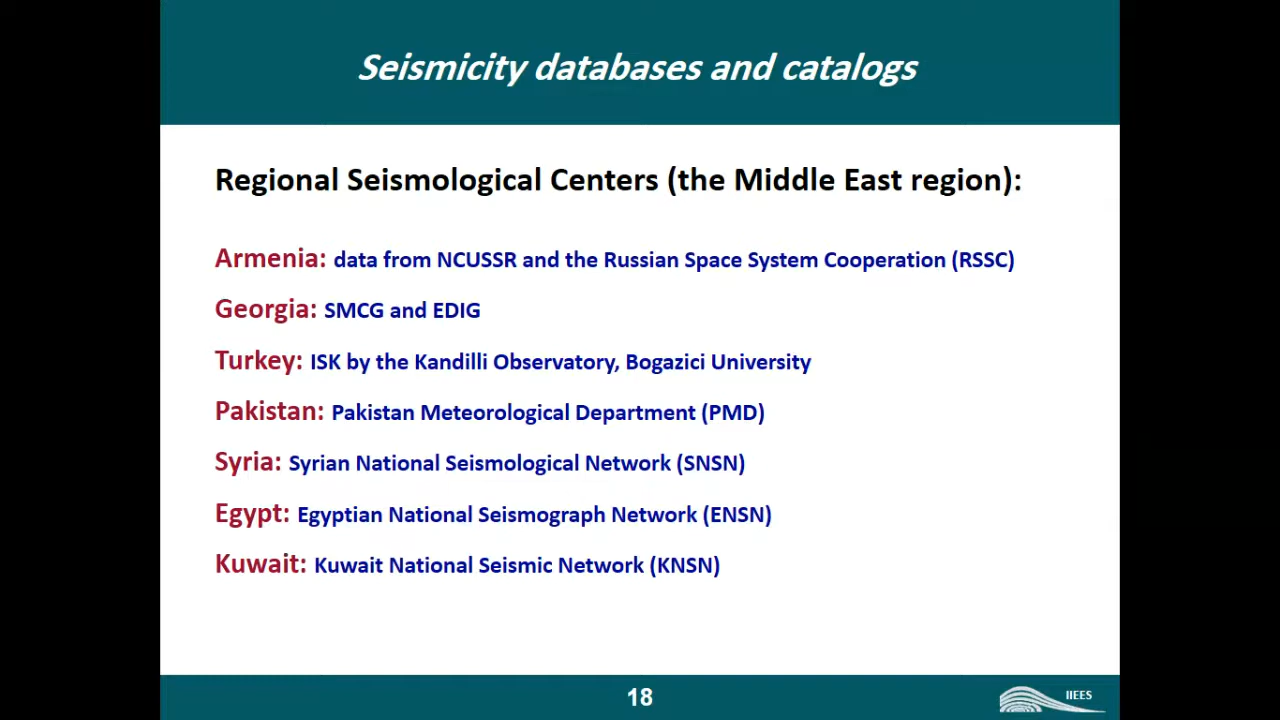 Seismicity databases and catalogs
Regional Seismological Centers (the Middle East region):
Armenia: data from NCUSSR and the Russian Space System Cooperation (RSSC)
Georgia: SMCG and EDIG
Turkey: ISK by the Kandilli Observatory, Bogazici University
Pakistan: Pakistan Meteorological Department (PMD)
Syria: Syrian National Seismological Network (SNSN)
Egypt: Egyptian National Seismograph Network (ENSN)
Kuwait: Kuwait National Seismic Network (KNSN)
18
IIEES